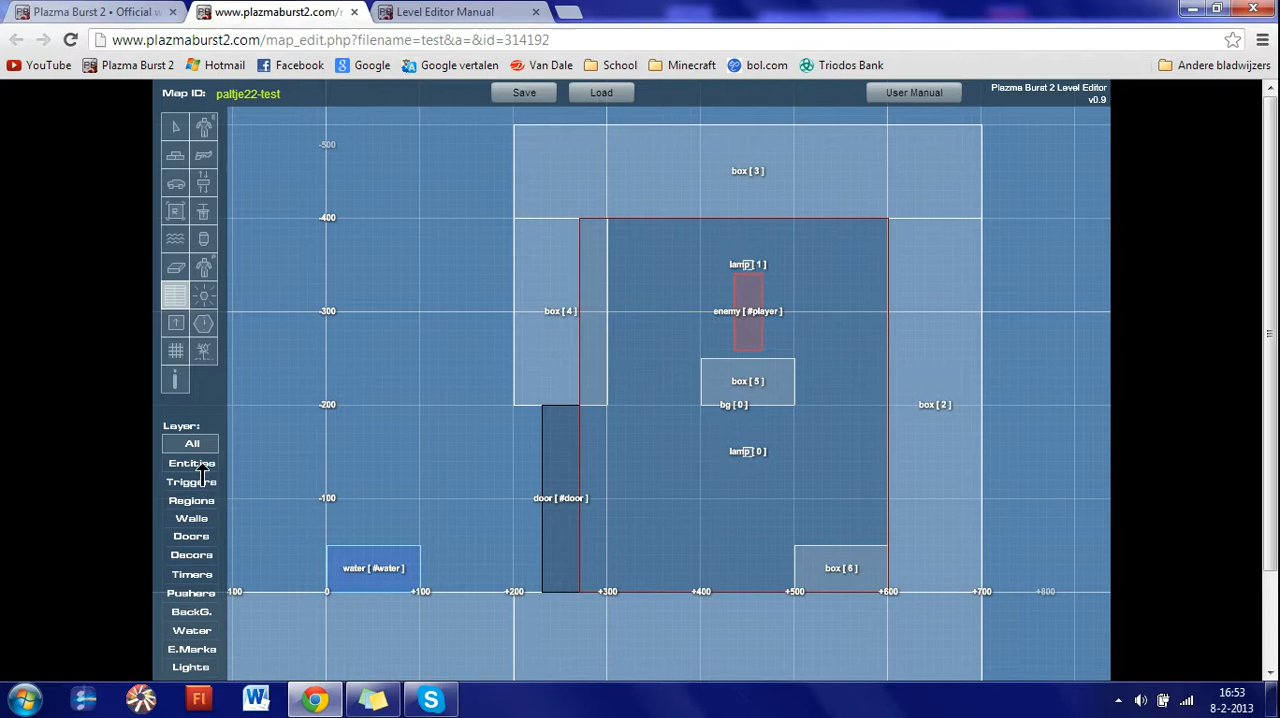 Plazma Burst 2 • Official w
www.plazmaburst2.com/r
Level Editor Manual
www.plazmaburst2.com/map_edit.php?filename=test&a=&id=314192
YouTube Plazma Burst 2 Hotmail Facebook Google Google vertalen Van Dale School Minecraft bol.com Triodos Bank Andere bladwijzers
Map ID: paltje22-test Save Load User Manual
Plazma Burst 2 Level Editor
v0.9
-500
box [ 3 ]
-400
lamp [ 1 ]
-300
box [ 4 ]
enemy [ #player ]
box [ 5 ]
-200
bg [ 0 ]
box [ 2 ]
Layer:
All
lamp [ 0 ]
Entities
Triggers
-100
door [ #door ]
Regions
Walls
Doors
Decors
water [ #water ]
box [ 6 ]
Timers
Pushers
-100 0 +100 +200 +300 +400 +500 +600 +700 +800
BackG.
Water
E.Marks
Lights
16:53
8-2-2013